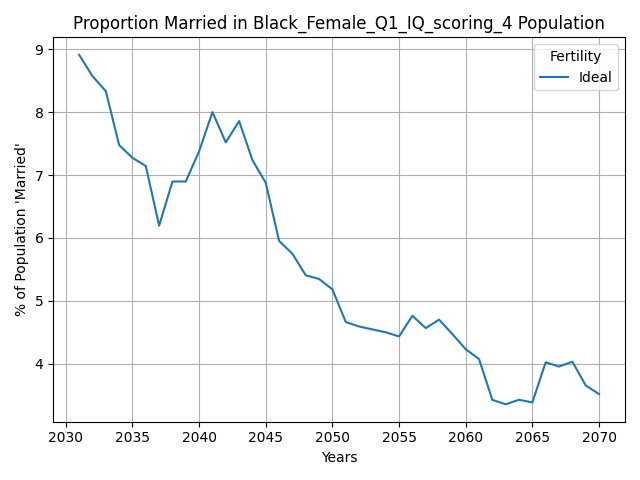 Proportion Married in Black_Female_Q1_IQ_scoring_4 Population
Fertility
Ideal
% of Population 'Married'
9
8
7
6
5
4
2030 2035 2040 2045 2050 2055 2060 2065 2070
Years